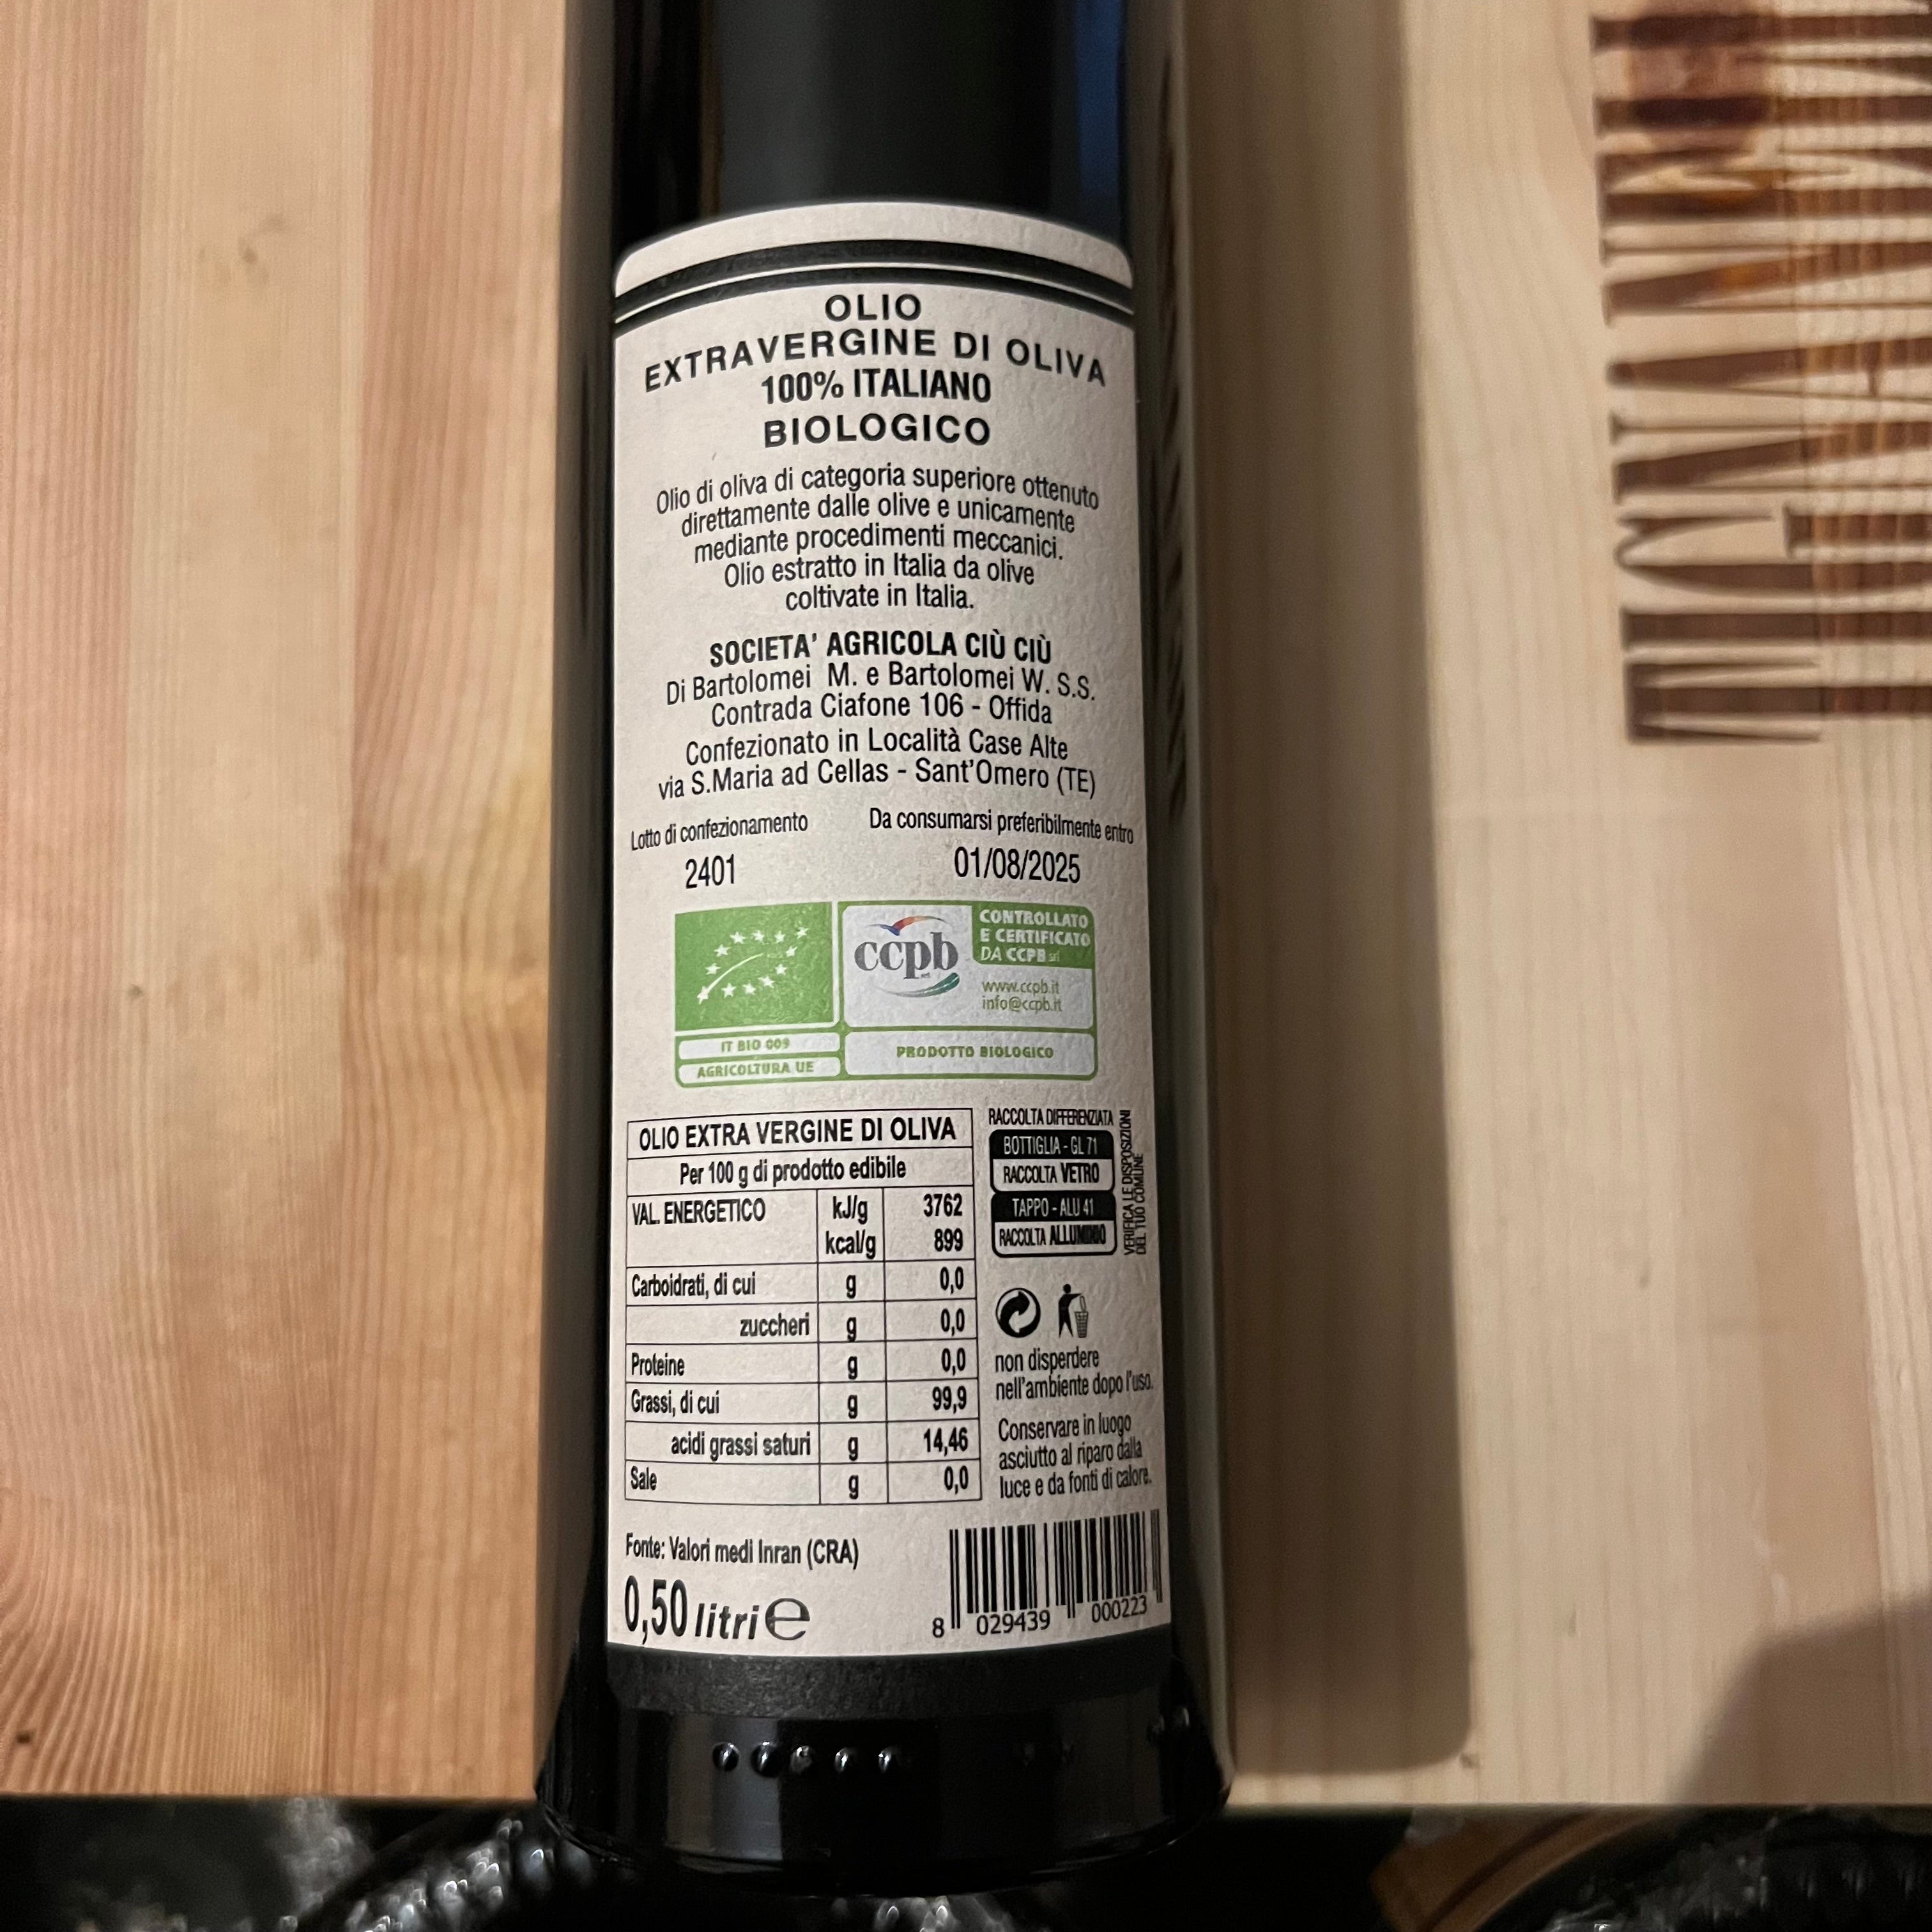 OLIO
EXTRAVERGINE DI OLIVA
100% ITALIANO
BIOLOGICO
Olio di oliva di categoria superiore ottenuto
direttamente dalle olive e unicamente
mediante procedimenti meccanici.
Olio estratto in Italia da olive
coltivate in Italia.
SOCIETA' AGRICOLA CIÙ CIÙ
Di Bartolomei M. e Bartolomei W. S.S.
Contrada Ciafone 106 - Offida
Confezionato in Località Case Alte
via S.Maria ad Cellas - Sant'Omero (TE)
Lotto di confezionamento
2401
Da consumarsi preferibilmente entro
01/08/2025
ccpb
CONTROLLATO
E CERTIFICATO
DA CCPB srl
www.ccpb.it
info@ccpb.it
IT BIO 009
AGRICOLTURA UE
PRODOTTO BIOLOGICO
OLIO EXTRA VERGINE DI OLIVA
Per 100 g di prodotto edibile
VAL. ENERGETICO kJ/g 3762
kcal/g 899
Carboidrati, di cui g 0,0
zuccheri g 0,0
Proteine g 0,0
Grassi, di cui g 99,9
acidi grassi saturi g 14,46
Sale g 0,0
Fonte: Valori medi Inran (CRA)
0,50 litri e
RACCOLTA DIFFERENZIATA
BOTTIGLIA - GL 71
RACCOLTA VETRO
TAPPO - ALU 41
RACCOLTA ALLUMINIO
VERIFICA LE DISPOSIZIONI
DEL TUO COMUNE
non disperdere
nell'ambiente dopo l'uso.
Conservare in luogo
asciutto al riparo dalla
luce e da fonti di calore.
8 029439 000223